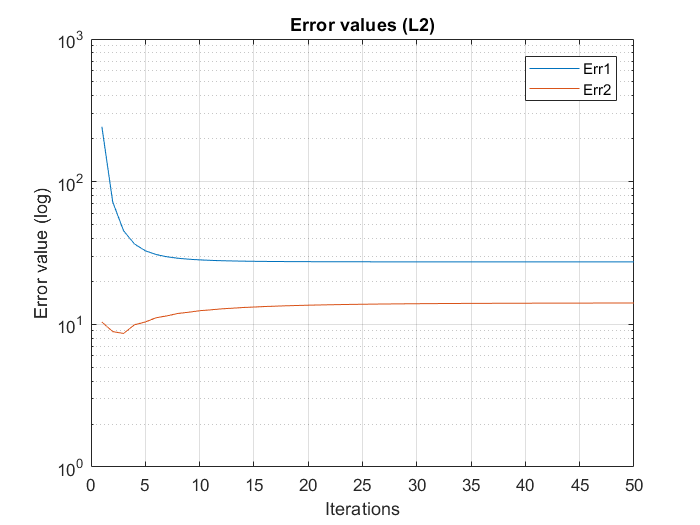 Error values (L2)
Err1
Err2
10³
10²
10¹
10⁰
Error value (log)
0 5 10 15 20 25 30 35 40 45 50
Iterations